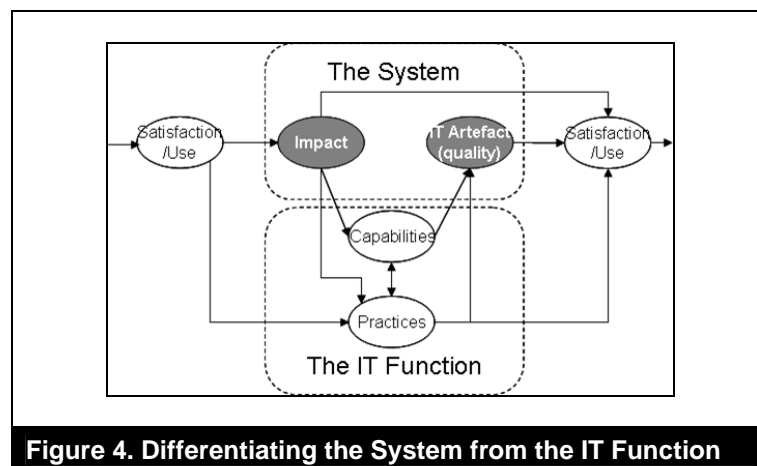 The System
Satisfaction
/Use
Impact
IT Artefact
(quality)
Satisfaction
/Use
Capabilities
Practices
The IT Function
Figure 4. Differentiating the System from the IT Function